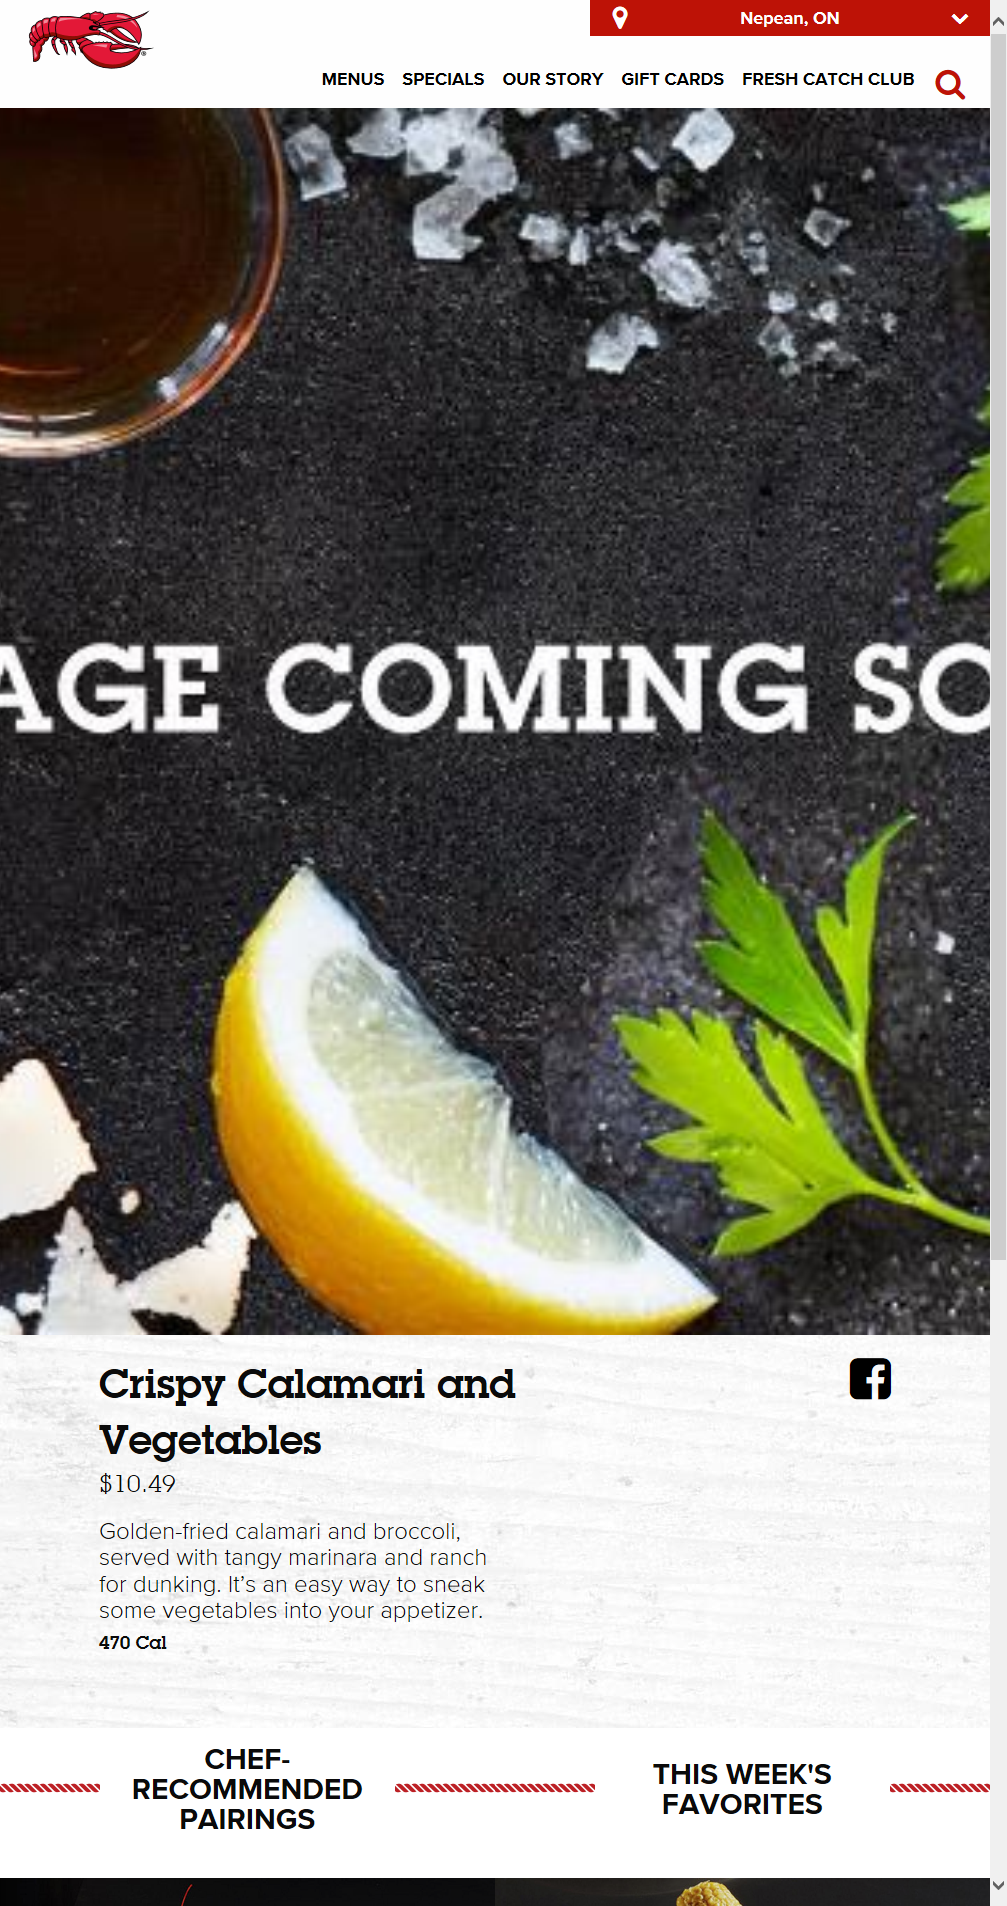 Nepean, ON
MENUS SPECIALS OUR STORY GIFT CARDS FRESH CATCH CLUB
AGE COMING SO
Crispy Calamari and
Vegetables
$10.49
Golden-fried calamari and broccoli,
served with tangy marinara and ranch
for dunking. It's an easy way to sneak
some vegetables into your appetizer.
470 Cal
CHEF-
RECOMMENDED
PAIRINGS
THIS WEEK'S
FAVORITES